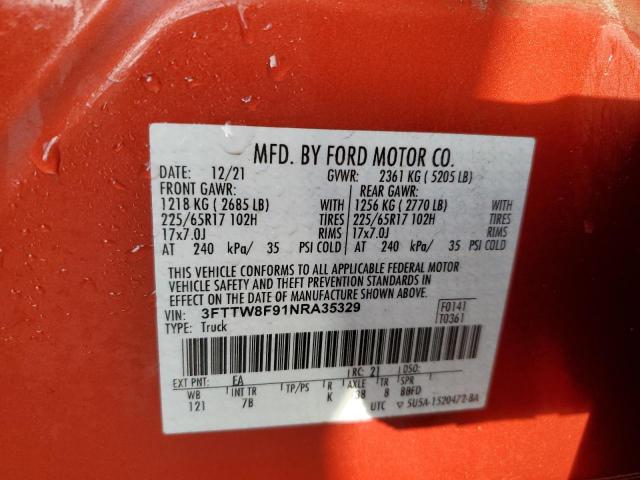 MFD. BY FORD MOTOR CO.
DATE: 12/21 GVWR: 2361 KG ( 5205 LB)
FRONT GAWR: REAR GAWR:
1218 KG ( 2685 LB) WITH 1256 KG ( 2770 LB) WITH
225/65R17 102H TIRES 225/65R17 102H TIRES
17x7.0J RIMS 17x7.0J RIMS
AT 240 kPa/ 35 PSI COLD AT 240 kPa/ 35 PSI COLD
THIS VEHICLE CONFORMS TO ALL APPLICABLE FEDERAL MOTOR
VEHICLE SAFETY AND THEFT PREVENTION STANDARDS IN
EFFECT ON THE DATE OF MANUFACTURE SHOWN ABOVE.
VIN: 3FTTW8F91NRA35329 F0141
TYPE: Truck T0361
EXT PNT: EA RC: 21 DSO:
WB INT TR TP/PS R AXLE TR SPR
121 7B K 38 8 BBFD
UTC ▽ 5U5A-1520472-BA